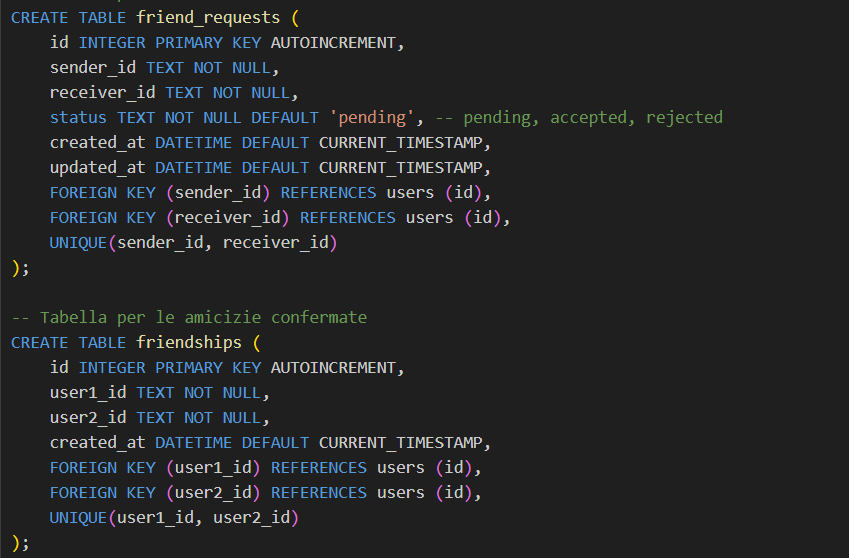 CREATE TABLE friend_requests (
    id INTEGER PRIMARY KEY AUTOINCREMENT,
    sender_id TEXT NOT NULL,
    receiver_id TEXT NOT NULL,
    status TEXT NOT NULL DEFAULT 'pending', -- pending, accepted, rejected
    created_at DATETIME DEFAULT CURRENT_TIMESTAMP,
    updated_at DATETIME DEFAULT CURRENT_TIMESTAMP,
    FOREIGN KEY (sender_id) REFERENCES users (id),
    FOREIGN KEY (receiver_id) REFERENCES users (id),
    UNIQUE(sender_id, receiver_id)
);

-- Tabella per le amicizie confermate
CREATE TABLE friendships (
    id INTEGER PRIMARY KEY AUTOINCREMENT,
    user1_id TEXT NOT NULL,
    user2_id TEXT NOT NULL,
    created_at DATETIME DEFAULT CURRENT_TIMESTAMP,
    FOREIGN KEY (user1_id) REFERENCES users (id),
    FOREIGN KEY (user2_id) REFERENCES users (id),
    UNIQUE(user1_id, user2_id)
);